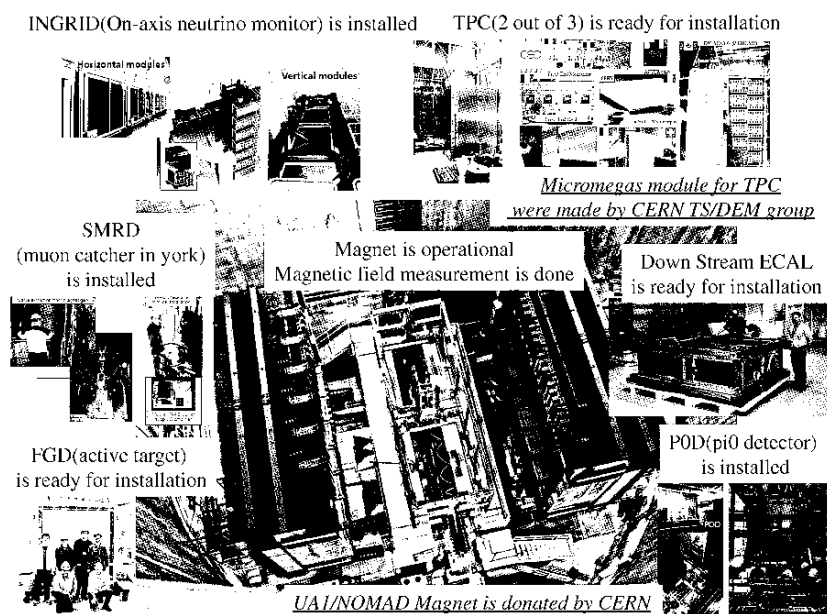 INGRID(On-axis neutrino monitor) is installed
TPC(2 out of 3) is ready for installation
Horizontal modules
Vertical modules
Micromegas module for TPC
were made by CERN TS/DEM group
SMRD
(muon catcher in york)
is installed
Magnet is operational
Magnetic field measurement is done
Down Stream ECAL
is ready for installation
FGD(active target)
is ready for installation
P0D(pi0 detector)
is installed
UA1/NOMAD Magnet is donated by CERN